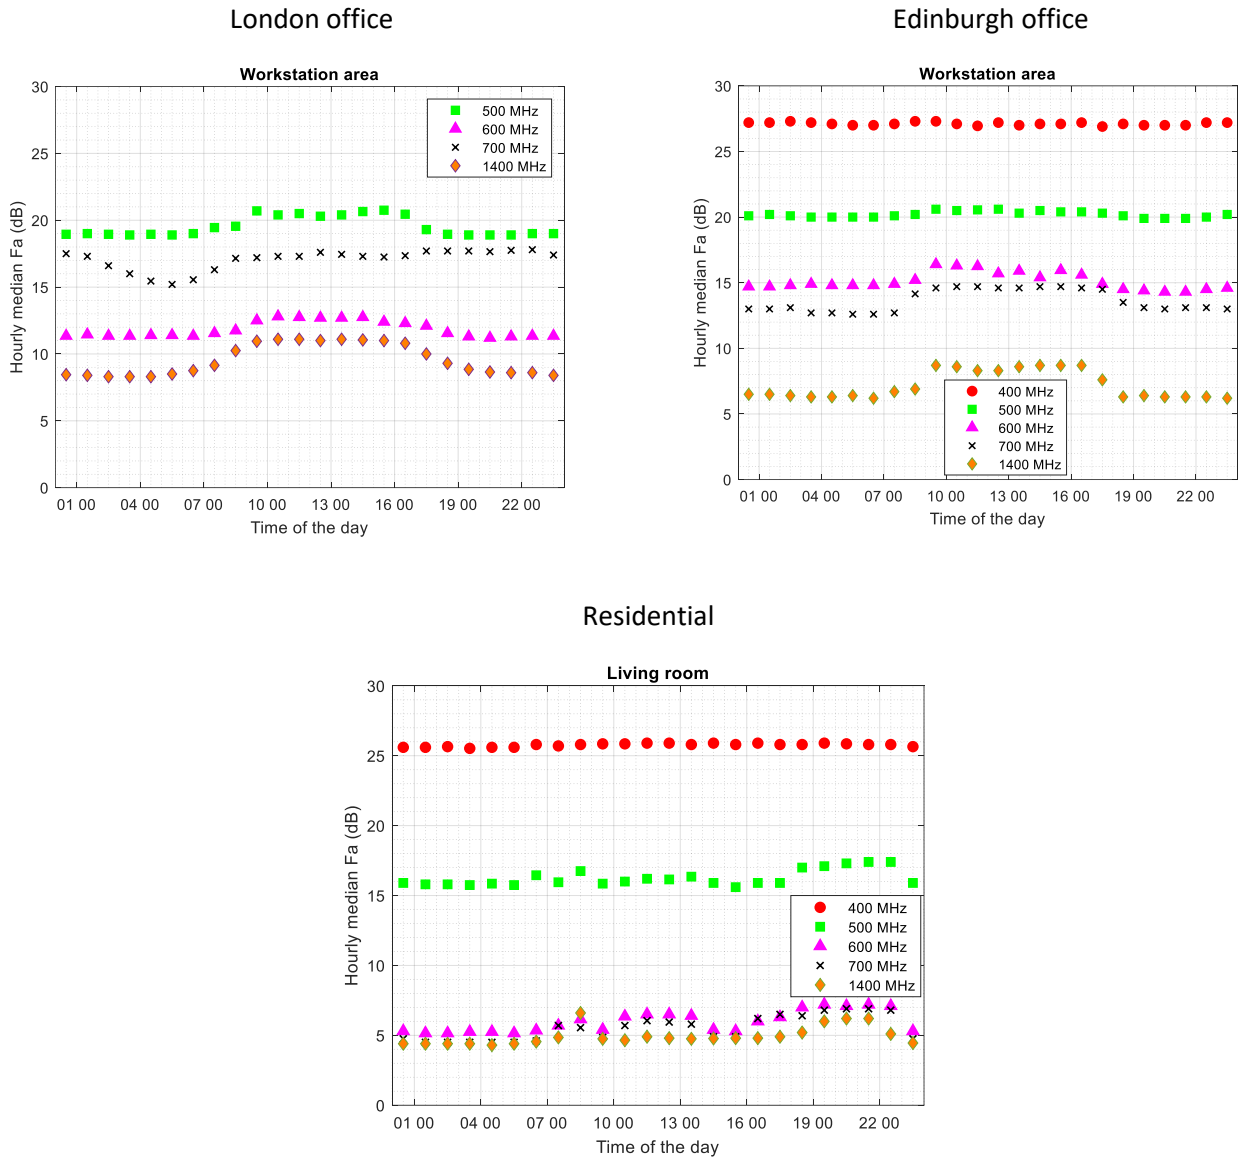 London office
Edinburgh office
Workstation area
30
25
20
15
10
5
0
Hourly median Fa (dB)
500 MHz
600 MHz
700 MHz
1400 MHz
01 00 04 00 07 00 10 00 13 00 16 00 19 00 22 00
Time of the day
Workstation area
30
25
20
15
10
5
0
Hourly median Fa (dB)
400 MHz
500 MHz
600 MHz
700 MHz
1400 MHz
01 00 04 00 07 00 10 00 13 00 16 00 19 00 22 00
Time of the day
Residential
Living room
30
25
20
15
10
5
0
Hourly median Fa (dB)
400 MHz
500 MHz
600 MHz
700 MHz
1400 MHz
01 00 04 00 07 00 10 00 13 00 16 00 19 00 22 00
Time of the day